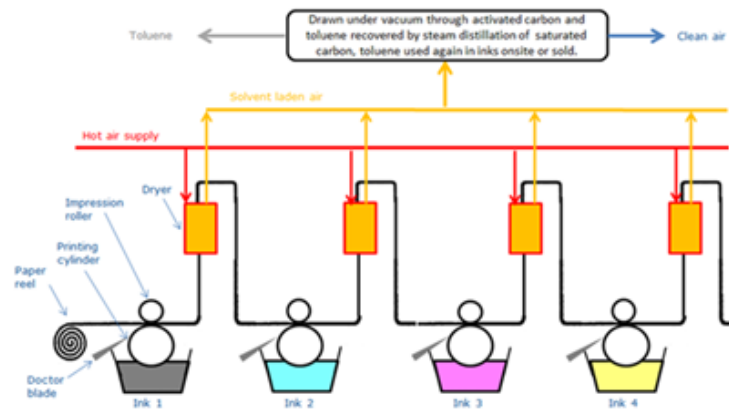 Drawn under vacuum through activated carbon and
toluene recovered by steam distillation of saturated
carbon, toluene used again in inks onsite or sold.
Toluene
Clean air
Solvent laden air
Hot air supply
Impression
roller
Dryer
Printing
cylinder
Paper
reel
Doctor
blade
Ink 1
Ink 2
Ink 3
Ink 4